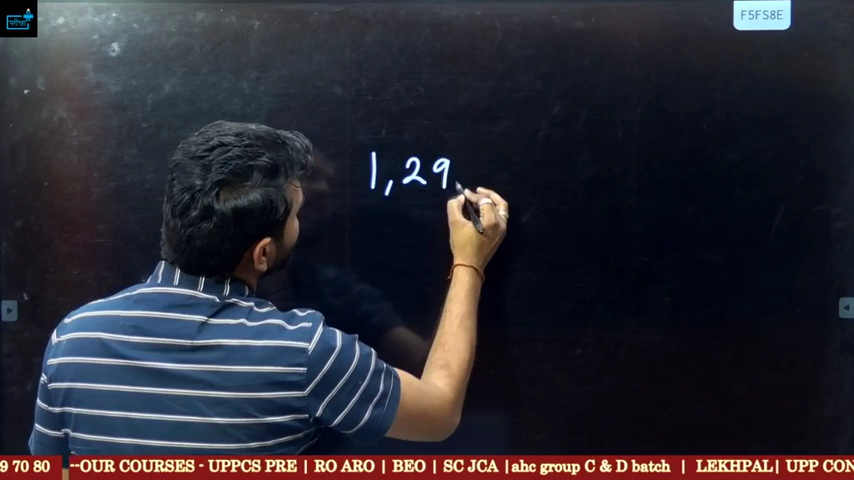 परीक्षा
F5FS8E
1,29
9 70 80 --OUR COURSES - UPPCS PRE | RO ARO | BEO | SC JCA |ahc group C & D batch | LEKHPAL| UPP CON